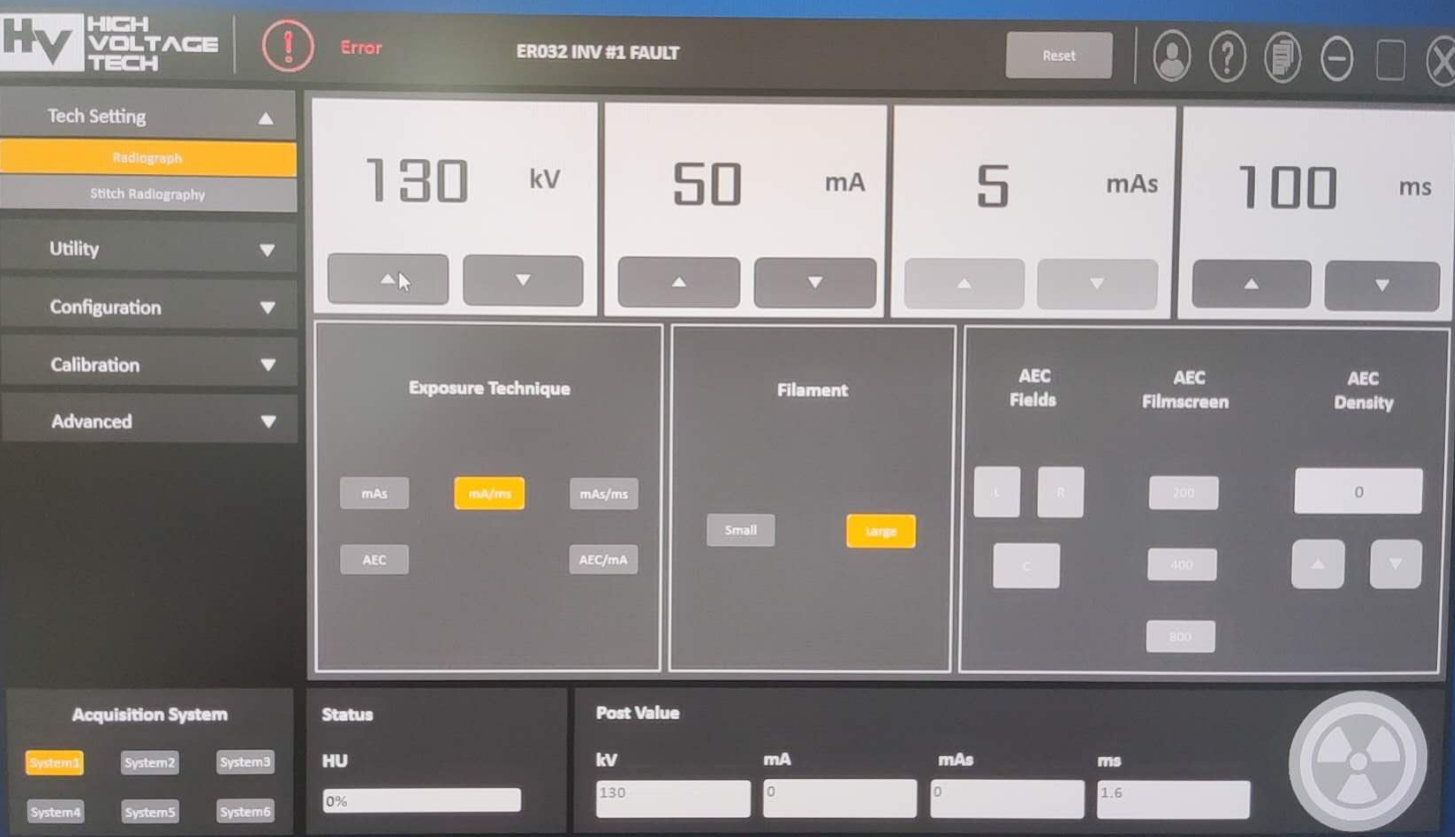 HV HIGH
VOLTAGE
TECH
Error
ER032 INV #1 FAULT
Reset
Tech Setting
Radiograph
Stitch Radiography
Utility
Configuration
Calibration
Advanced
130 kV
50 mA
5 mAs
100 ms
Exposure Technique
mAs
mA/ms
mAs/ms
AEC
AEC/mA
Filament
Small
Large
AEC
Fields
L
R
C
AEC
Filmscreen
200
400
800
AEC
Density
0
Acquisition System
System1
System2
System3
System4
System5
System6
Status
HU
0%
Post Value
kV
130
mA
0
mAs
0
ms
1.6